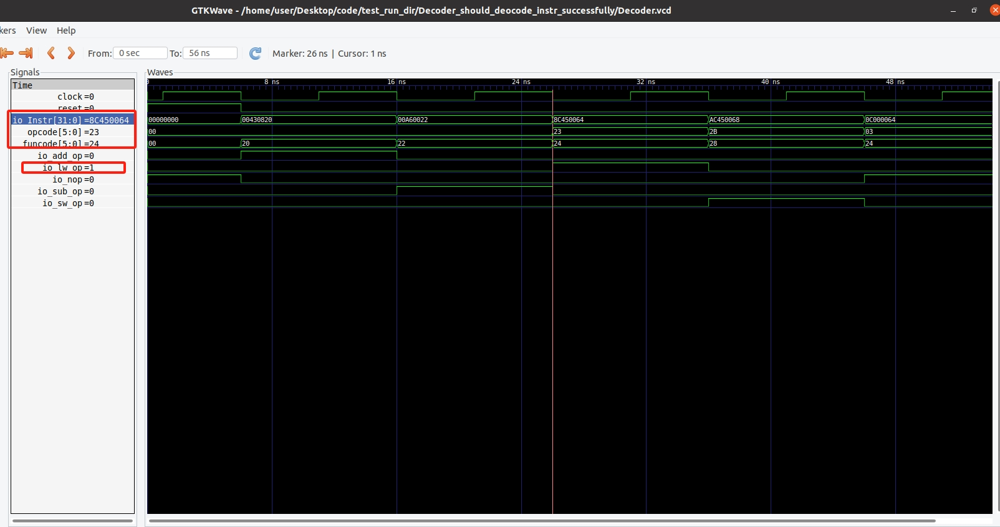 GTKWave - /home/user/Desktop/code/test_run_dir/Decoder_should_deocode_instr_successfully/Decoder.vcd
kers View Help
From: 0 sec To: 56 ns Marker: 26 ns | Cursor: 1 ns
Signals Waves
Time 0 8 ns 16 ns 24 ns 32 ns 40 ns 48 ns
clock =0
reset =0
io_Instr[31:0] =8C450064 00000000 00430820 00A60022 8C450064 AC450068 0C000064
opcode[5:0] =23 00 23 2B 03
funcode[5:0] =24 00 20 22 24 28 24
io_add_op =0
io_lw_op =1
io_nop =0
io_sub_op =0
io_sw_op =0